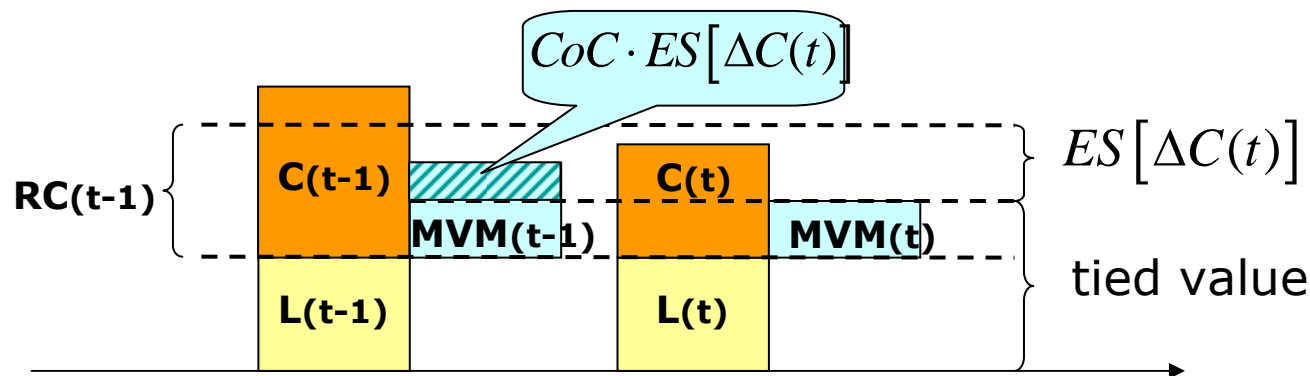 CoC · ES[ΔC(t)]
ES[ΔC(t)]
C(t-1)
C(t)
RC(t-1)
MVM(t-1)
MVM(t)
tied value
L(t-1)
L(t)